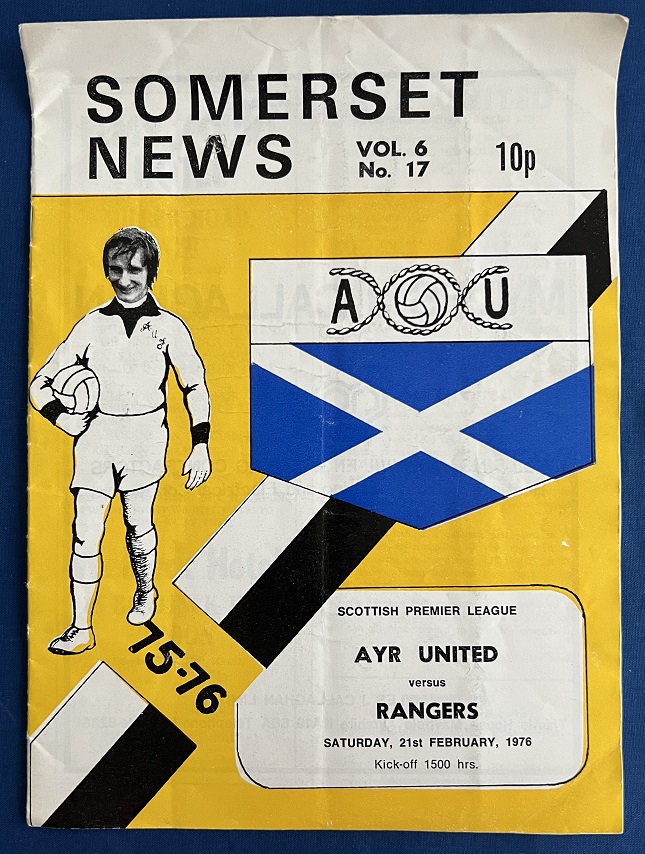 SOMERSET
NEWS
VOL. 6
No. 17
10p
A U
A U
75-76
SCOTTISH PREMIER LEAGUE
AYR UNITED
versus
RANGERS
SATURDAY, 21st FEBRUARY, 1976
Kick-off 1500 hrs.